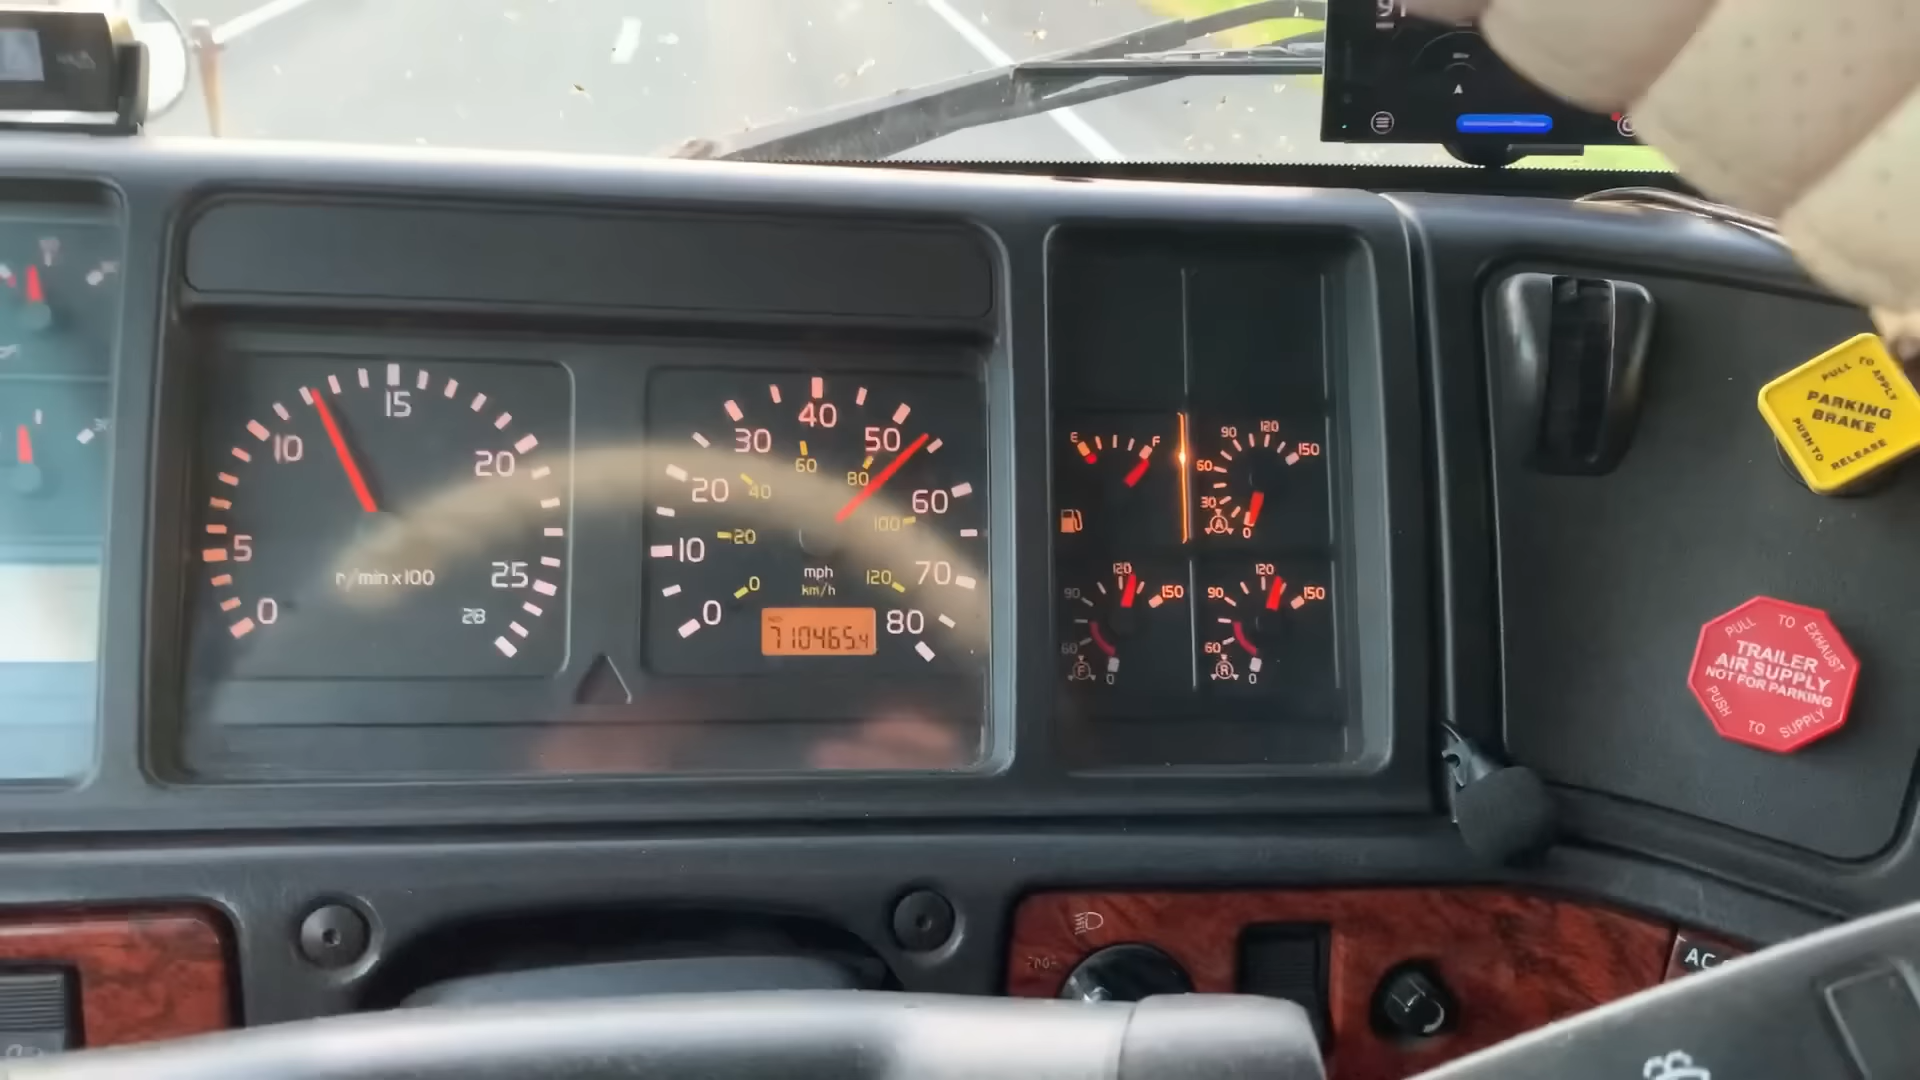 15
10
20
5
25
r/min x100
28
0
40
30
50
60
80
20
40
60
100
20
10
mph
120
70
km/h
0
0
80
710465.4
E
F
90
120
150
60
30
A
0
120
90
150
60
F
0
120
90
150
60
R
0
PULL TO APPLY
PARKING
BRAKE
PUSH TO RELEASE
PULL TO EXHAUST
TRAILER
AIR SUPPLY
NOT FOR PARKING
PUSH TO SUPPLY
AC